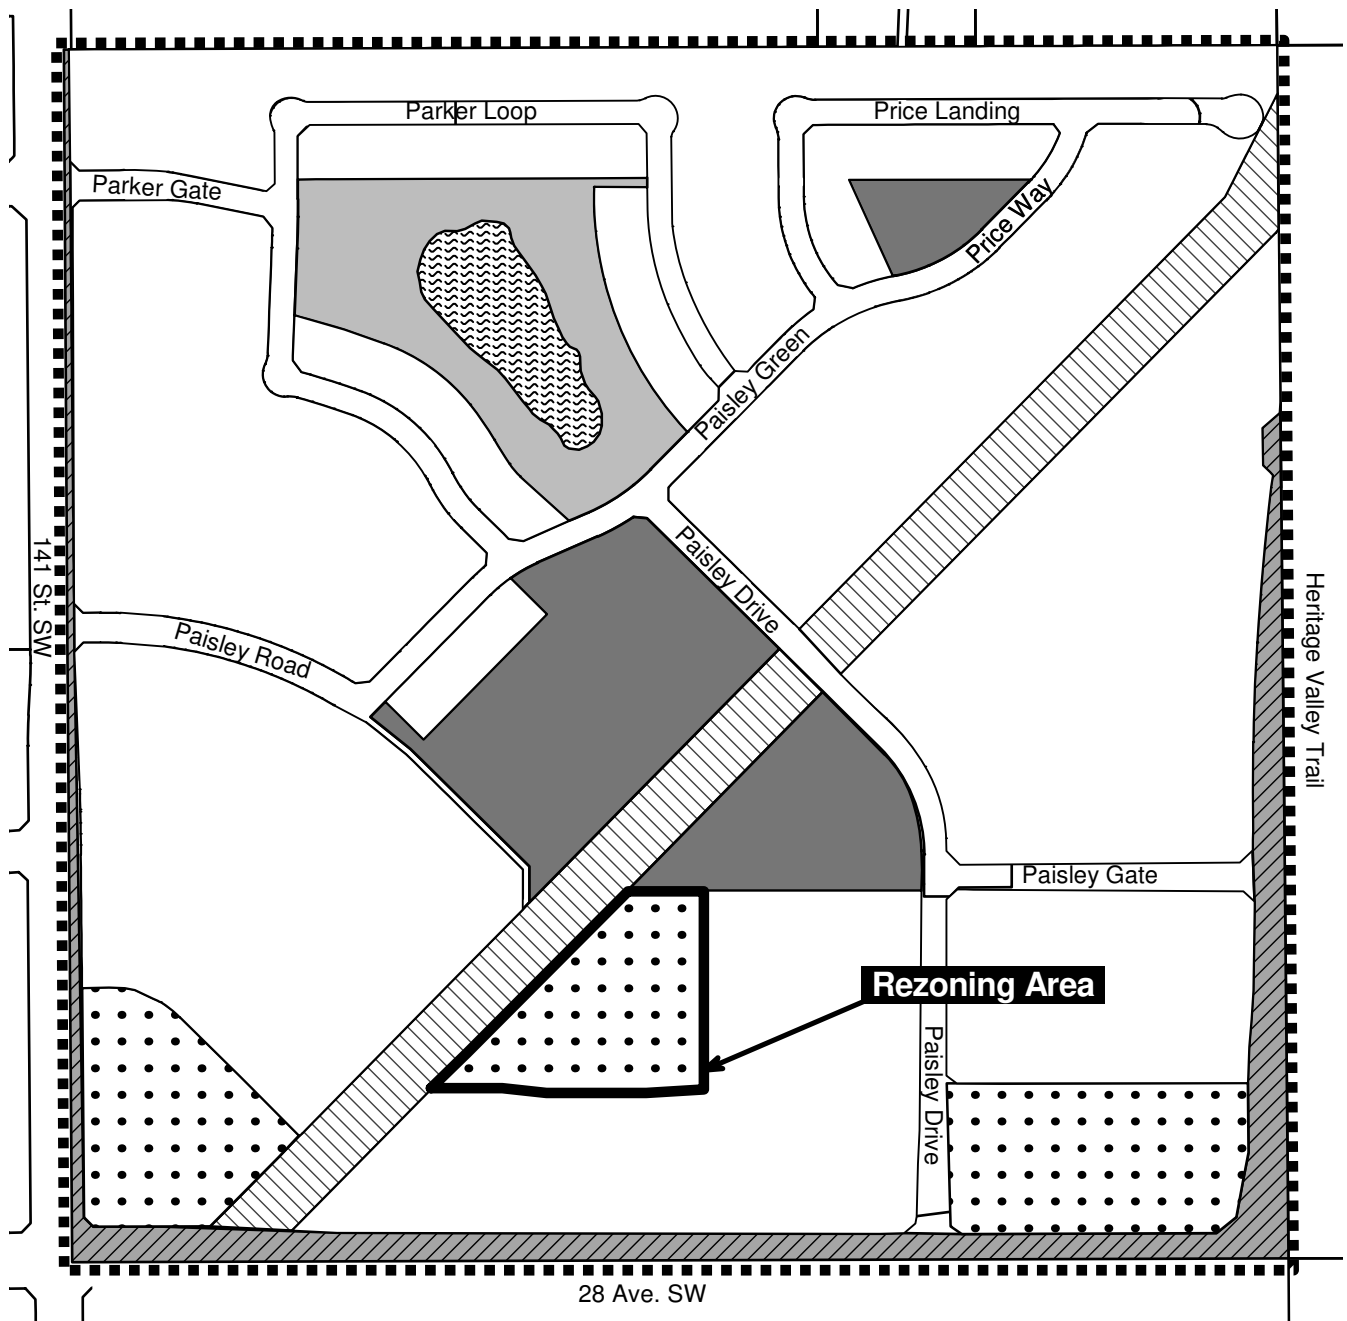 Parker Loop
Price Landing
Parker Gate
Price Way
Paisley Green
141 St. SW
Paisley Drive
Heritage Valley Trail
Paisley Road
Paisley Gate
Rezoning Area
Paisley Drive
28 Ave. SW